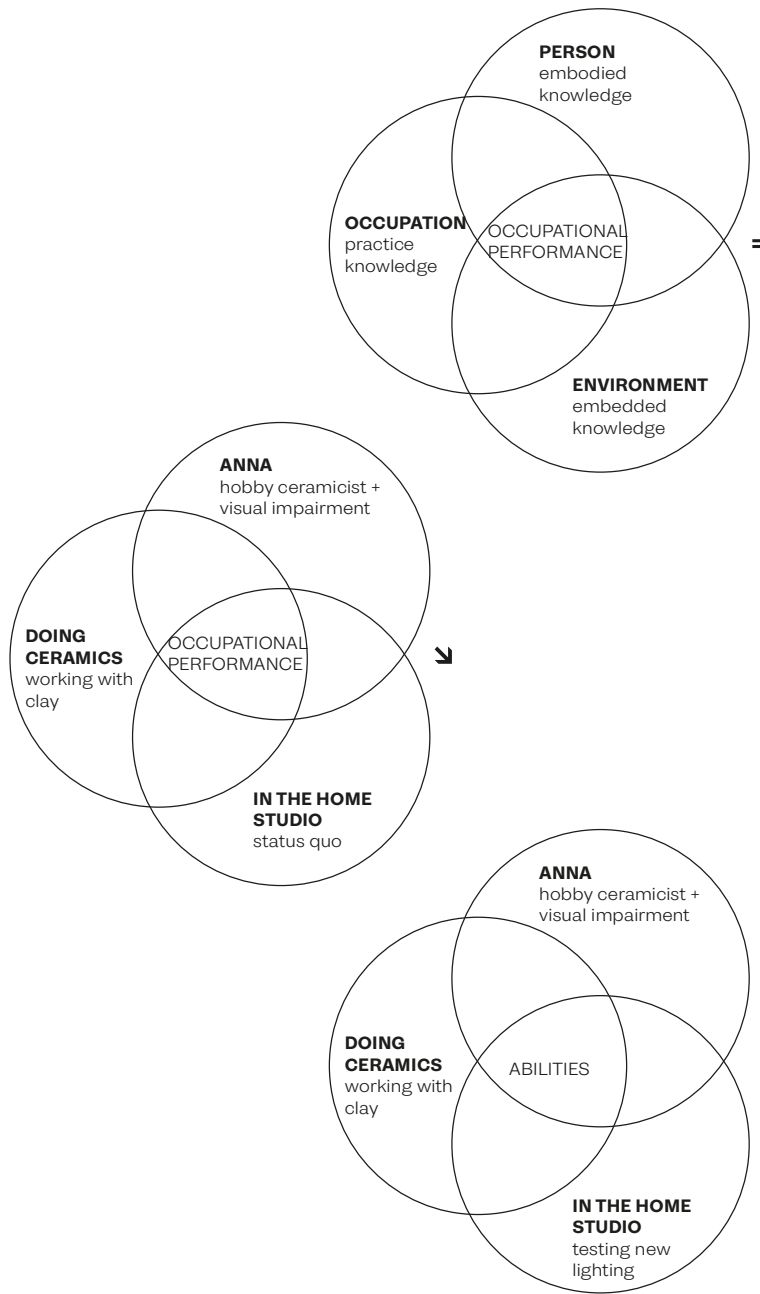 PERSON
embodied
knowledge
OCCUPATION
practice
knowledge
OCCUPATIONAL
PERFORMANCE
=
ENVIRONMENT
embedded
knowledge
ANNA
hobby ceramicist +
visual impairment
DOING
CERAMICS
working with
clay
OCCUPATIONAL
PERFORMANCE
IN THE HOME
STUDIO
status quo
ANNA
hobby ceramicist +
visual impairment
DOING
CERAMICS
working with
clay
ABILITIES
IN THE HOME
STUDIO
testing new
lighting